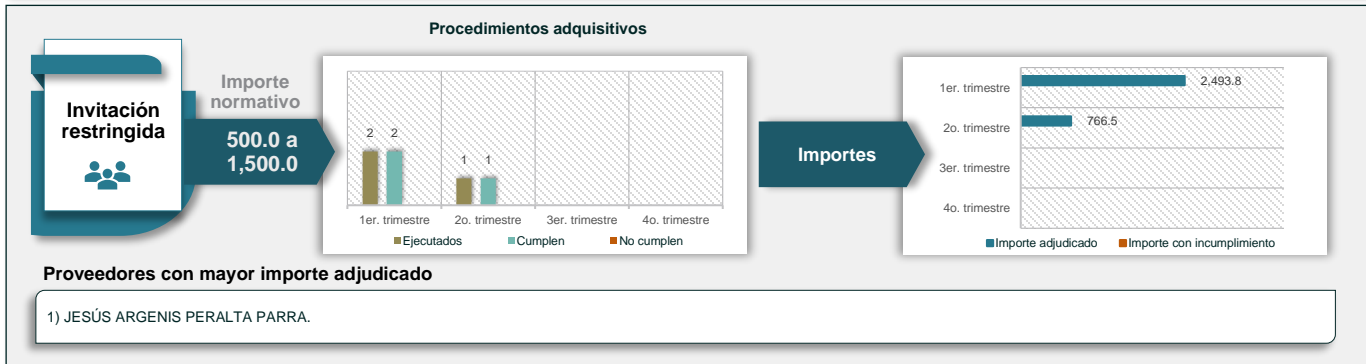 Procedimientos adquisitivos
Invitación
restringida
Importe
normativo
500.0 a
1,500.0
2 2
1 1
1er. trimestre 2o. trimestre 3er. trimestre 4o. trimestre
Ejecutados Cumplen No cumplen
Importes
1er. trimestre 2,493.8
2o. trimestre 766.5
3er. trimestre
4o. trimestre
Importe adjudicado Importe con incumplimiento
Proveedores con mayor importe adjudicado
1) JESÚS ARGENIS PERALTA PARRA.